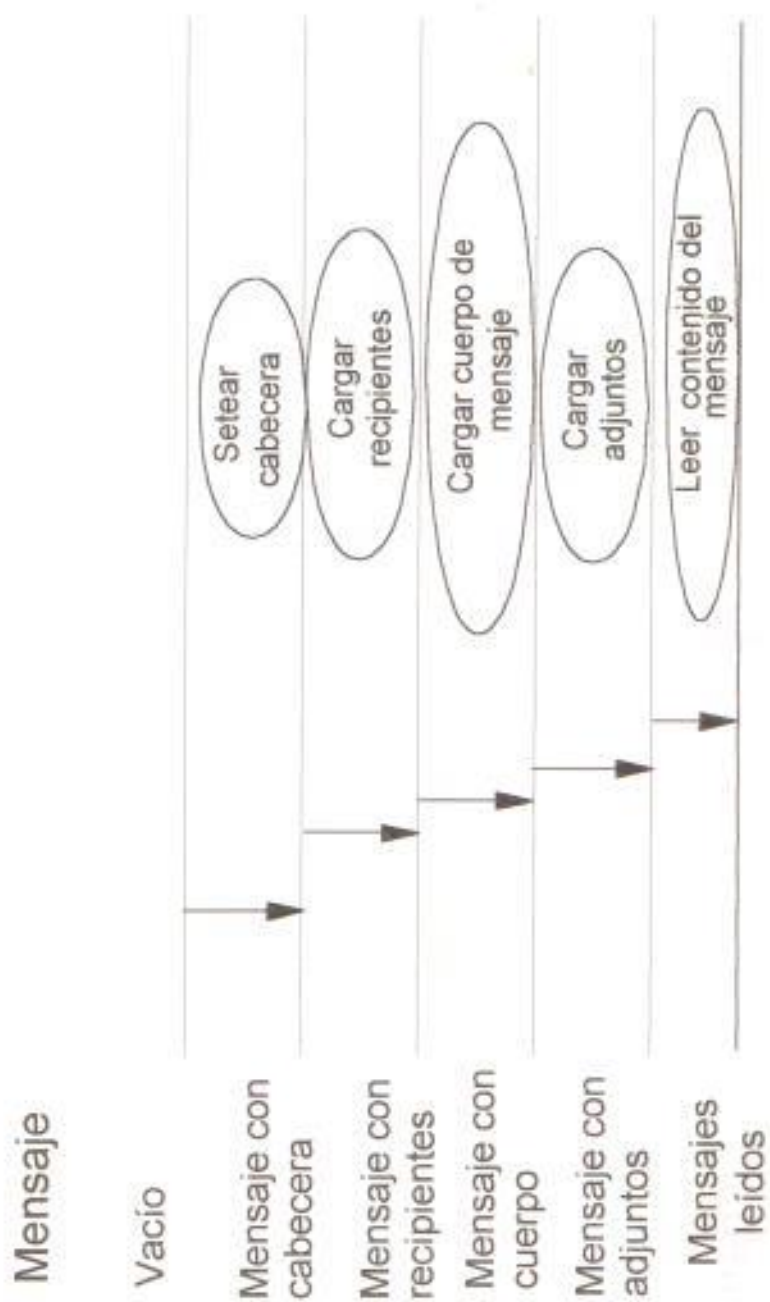 Mensaje
Vacío
Mensaje con
cabecera
Mensaje con
recipientes
Mensaje con
cuerpo
Mensaje con
adjuntos
Mensajes
leídos
Setear
cabecera
Cargar
recipientes
Cargar cuerpo de
mensaje
Cargar
adjuntos
Leer contenido del
mensaje